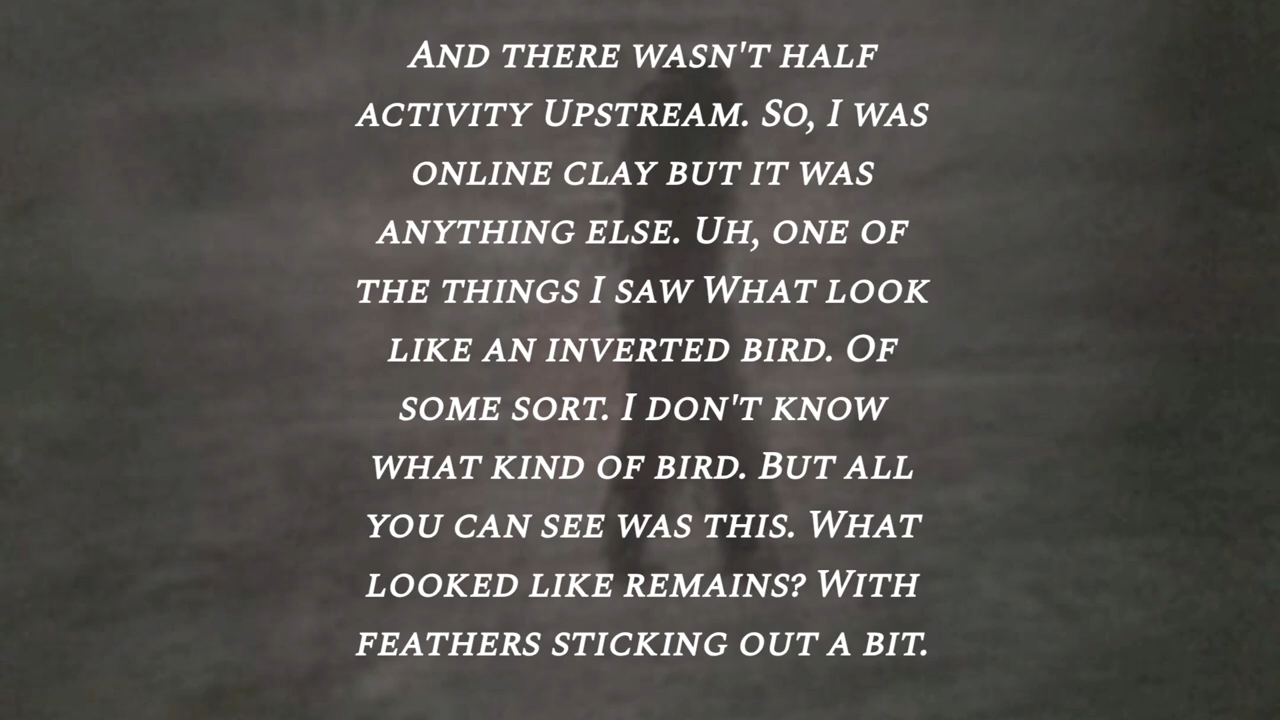 And there wasn't half
activity Upstream. So, I was
online clay but it was
anything else. Uh, one of
the things I saw What look
like an inverted bird. Of
some sort. I don't know
what kind of bird. But all
you can see was this. What
looked like remains? With
feathers sticking out a bit.